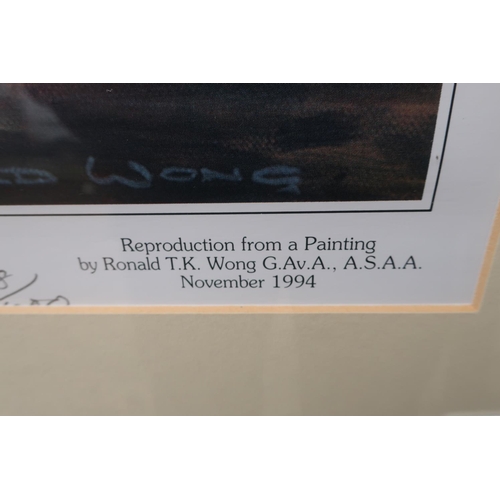 WONG
Reproduction from a Painting
by Ronald T.K. Wong G.Av.A., A.S.A.A.
November 1994